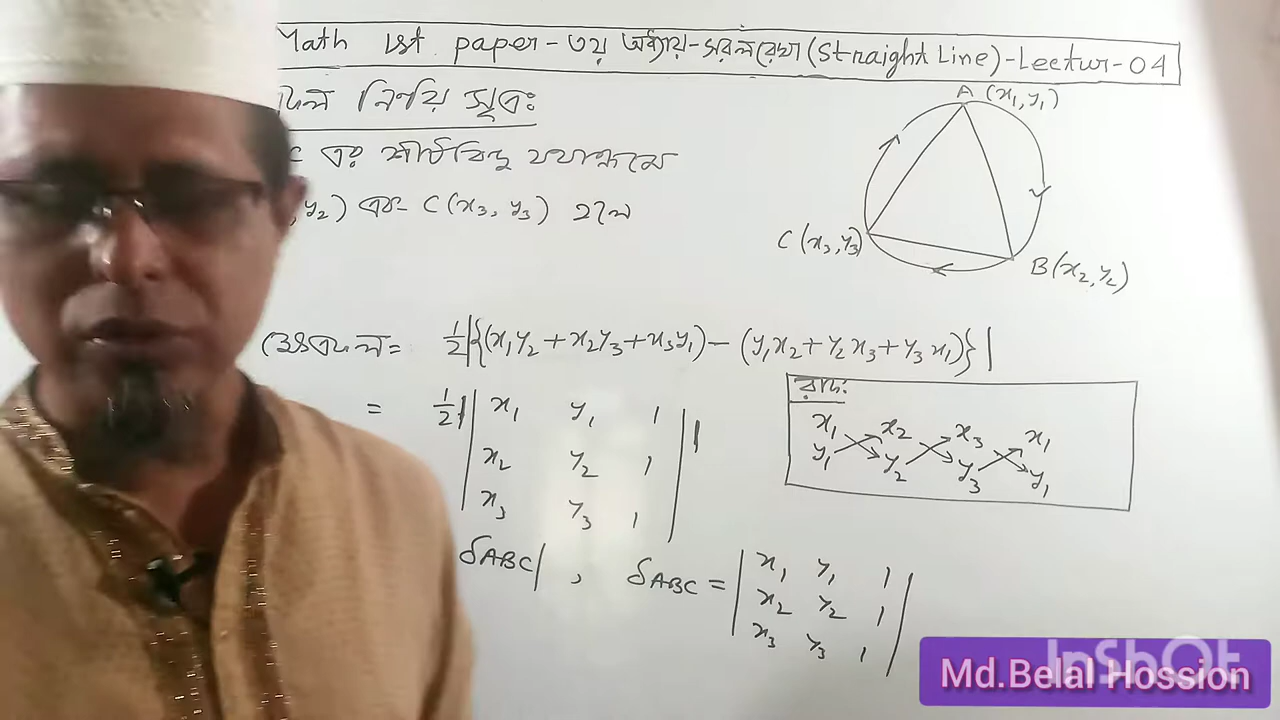 Math 1st paper - ৩য় অধ্যায় - সরলরেখা (Straight Line) - Lectur - 04
নির্ণয় সূত্রঃ
এর শীর্ষবিন্দু যথাক্রমে
, y₂) এবং C(x₃, y₃) হলে
A (x₁, y₁)
C (x₃, y₃)
B (x₂, y₂)
ক্ষেত্রফল = ½|{(x₁y₂ + x₂y₃ + x₃y₁) − (y₁x₂ + y₂x₃ + y₃x₁)}|
= ½| | x₁ y₁ 1 | |
x₂ y₂ 1
x₃ y₃ 1
x₁ x₂ x₃ x₁
y₁ y₂ y₃ y₁
δABC| , δABC = | x₁ y₁ 1 |
x₂ y₂ 1
x₃ y₃ 1
InShOt
Md.Belal Hossion